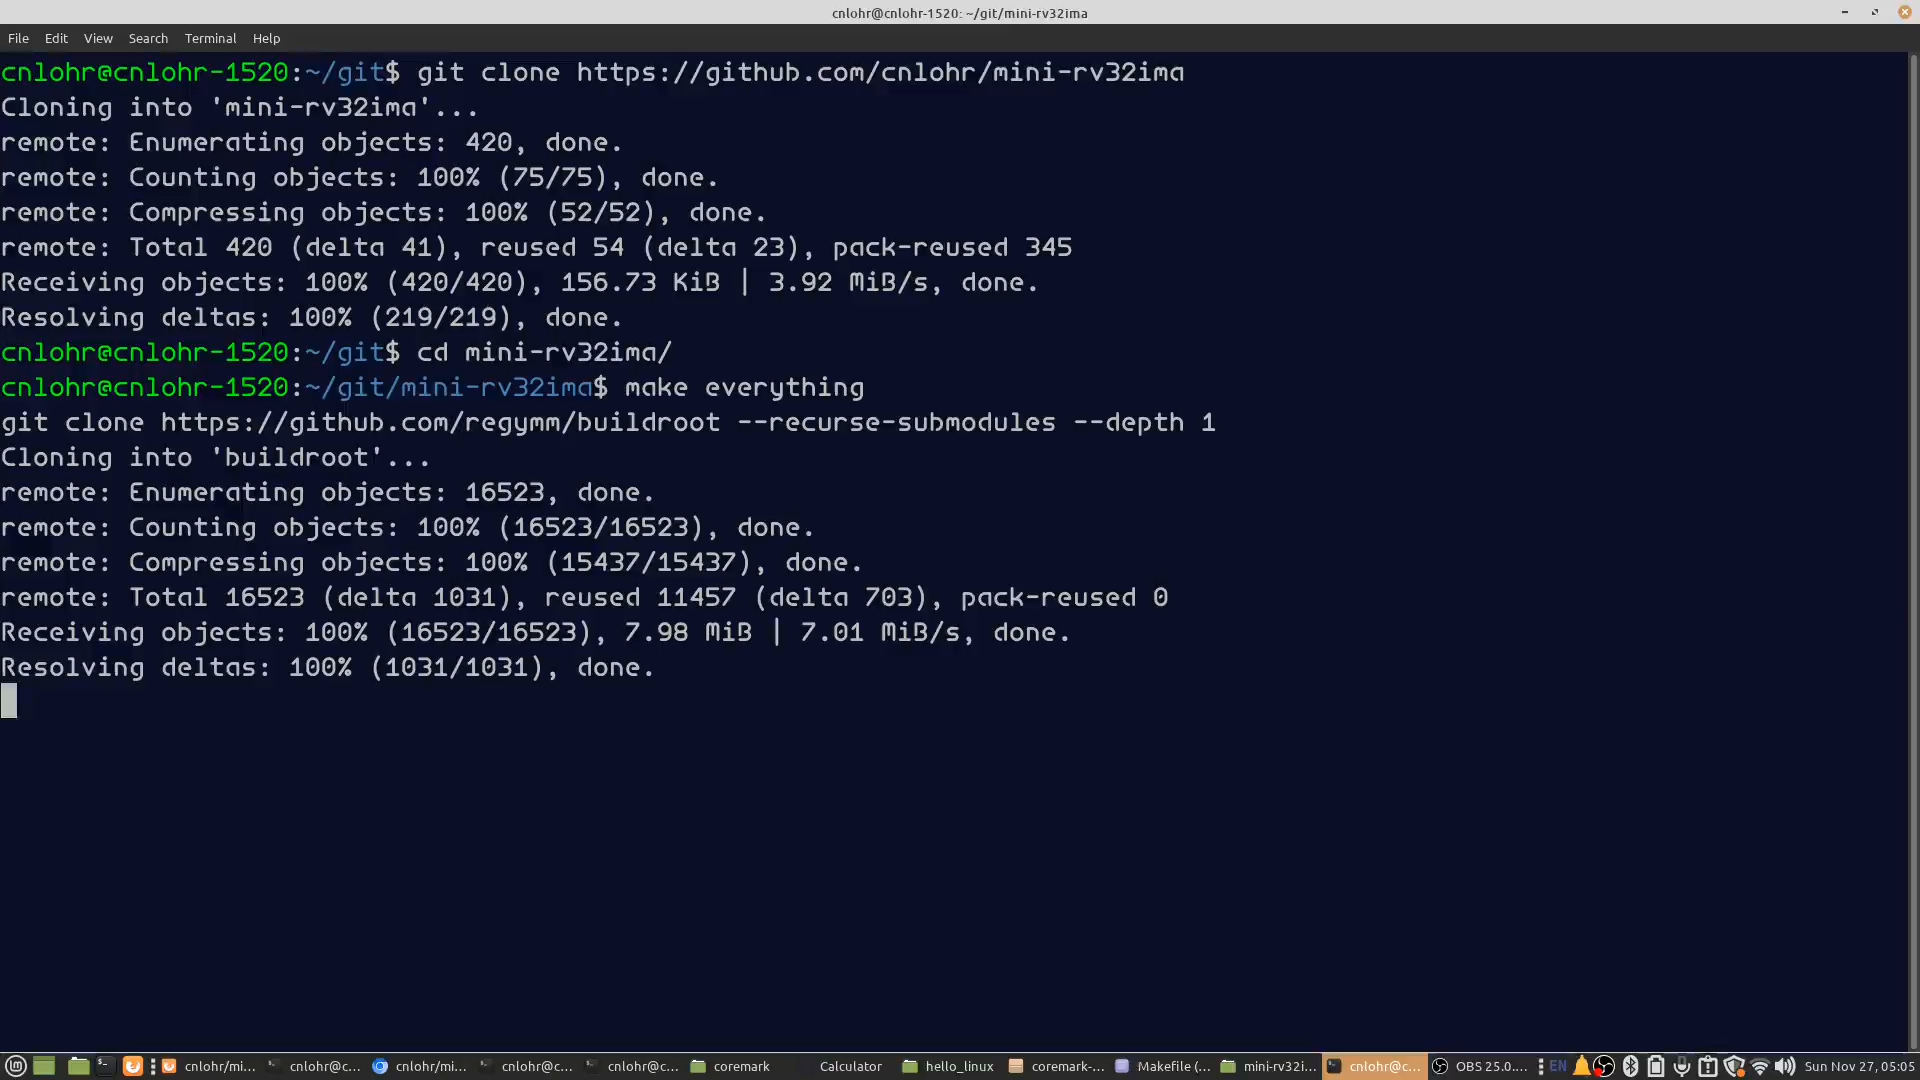 cnlohr@cnlohr-1520: ~/git/mini-rv32ima
File Edit View Search Terminal Help
cnlohr@cnlohr-1520:~/git$ git clone https://github.com/cnlohr/mini-rv32ima
Cloning into 'mini-rv32ima'...
remote: Enumerating objects: 420, done.
remote: Counting objects: 100% (75/75), done.
remote: Compressing objects: 100% (52/52), done.
remote: Total 420 (delta 41), reused 54 (delta 23), pack-reused 345
Receiving objects: 100% (420/420), 156.73 KiB | 3.92 MiB/s, done.
Resolving deltas: 100% (219/219), done.
cnlohr@cnlohr-1520:~/git$ cd mini-rv32ima/
cnlohr@cnlohr-1520:~/git/mini-rv32ima$ make everything
git clone https://github.com/regymm/buildroot --recurse-submodules --depth 1
Cloning into 'buildroot'...
remote: Enumerating objects: 16523, done.
remote: Counting objects: 100% (16523/16523), done.
remote: Compressing objects: 100% (15437/15437), done.
remote: Total 16523 (delta 1031), reused 11457 (delta 703), pack-reused 0
Receiving objects: 100% (16523/16523), 7.98 MiB | 7.01 MiB/s, done.
Resolving deltas: 100% (1031/1031), done.
cnlohr/mi... cnlohr@c... cnlohr/mi... cnlohr@c... cnlohr@c... coremark Calculator hello_linux coremark-... Makefile (... mini-rv32i... cnlohr@c... OBS 25.0.... EN Sun Nov 27, 05:05